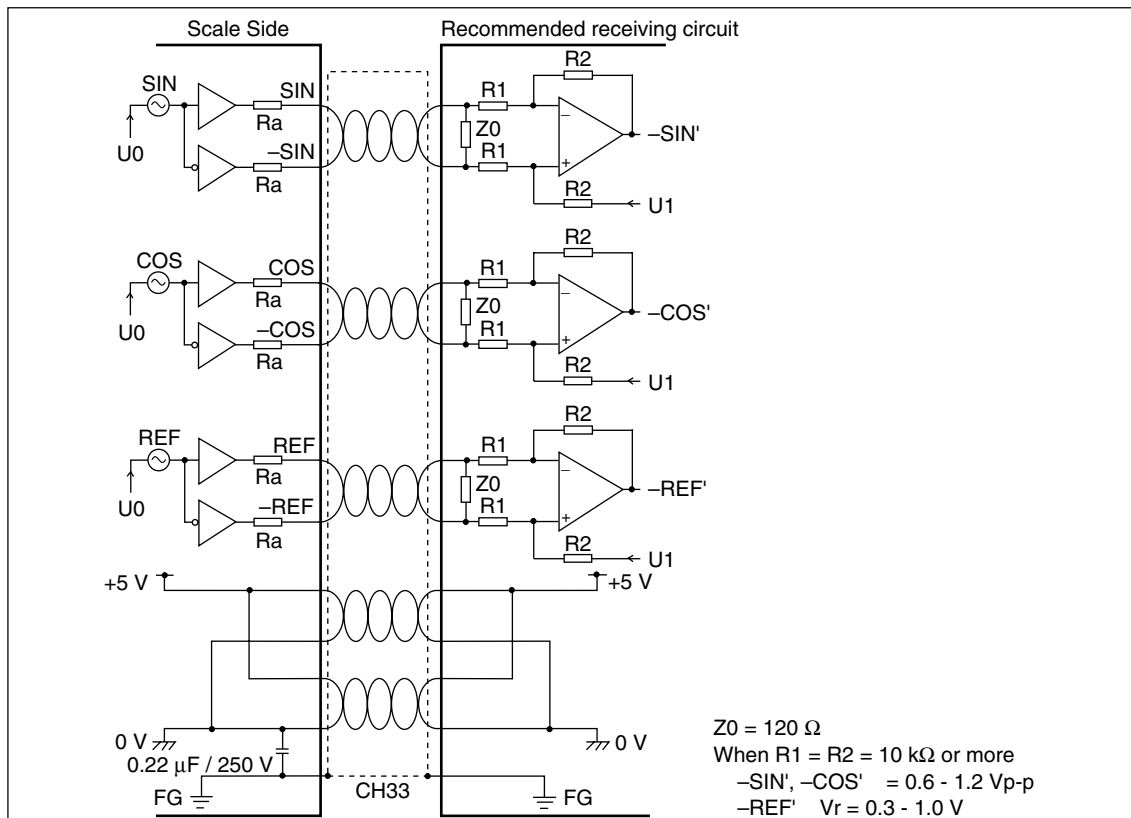 Scale Side
Recommended receiving circuit
R2
SIN
SIN
R1
Ra
Z0
–
–SIN'
U0
–SIN
R1
+
Ra
R2
U1
R2
COS
COS
R1
Ra
Z0
–
–COS'
U0
–COS
R1
+
Ra
R2
U1
R2
REF
REF
R1
Ra
Z0
–
–REF'
U0
–REF
R1
+
Ra
R2
U1
+5 V
+5 V
0 V
0 V
0.22 µF / 250 V
FG
CH33
FG
Z0 = 120 Ω
When R1 = R2 = 10 kΩ or more
–SIN', –COS' = 0.6 - 1.2 Vp-p
–REF' Vr = 0.3 - 1.0 V